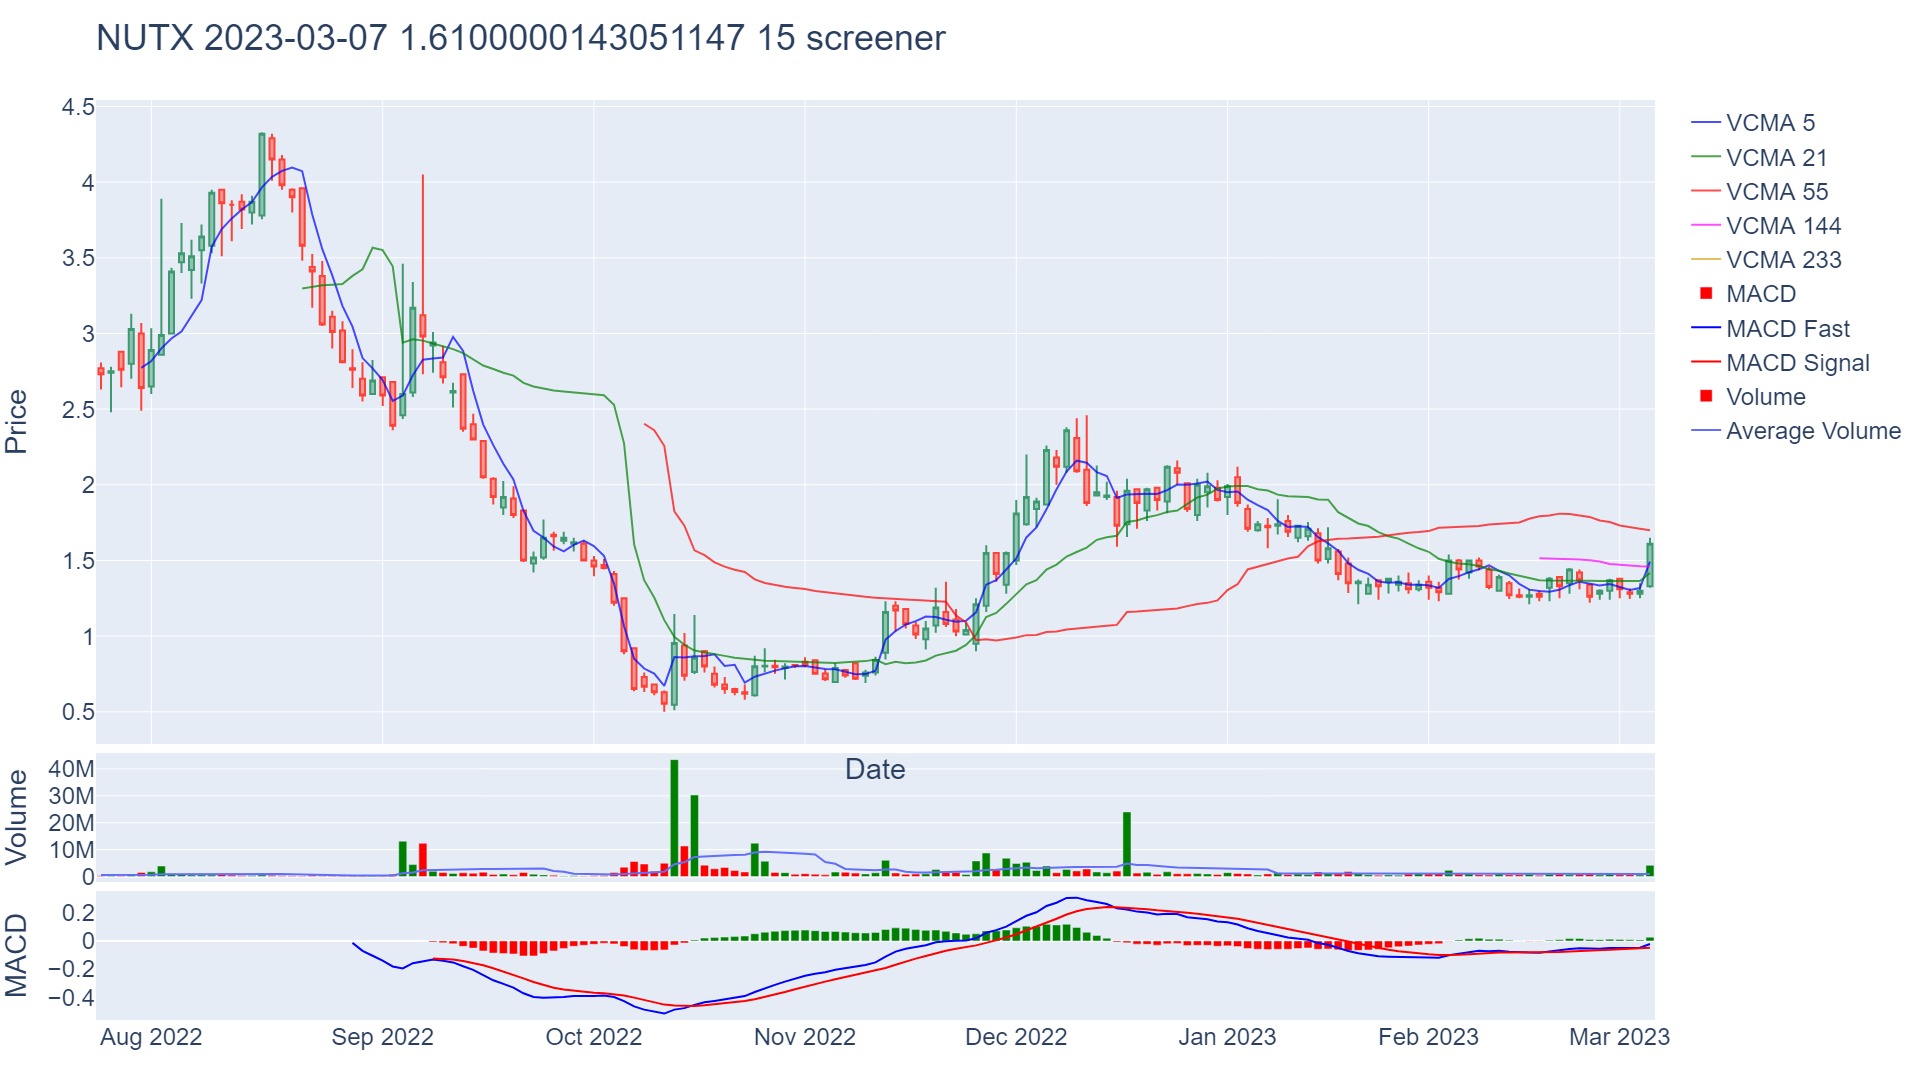 NUTX 2023-03-07 1.6100000143051147 15 screener
Price
4.5
4
3.5
3
2.5
2
1.5
1
0.5
VCMA 5
VCMA 21
VCMA 55
VCMA 144
VCMA 233
MACD
MACD Fast
MACD Signal
Volume
Average Volume
Date
Volume
40M
30M
20M
10M
0
MACD
0.2
0
−0.2
−0.4
Aug 2022 Sep 2022 Oct 2022 Nov 2022 Dec 2022 Jan 2023 Feb 2023 Mar 2023